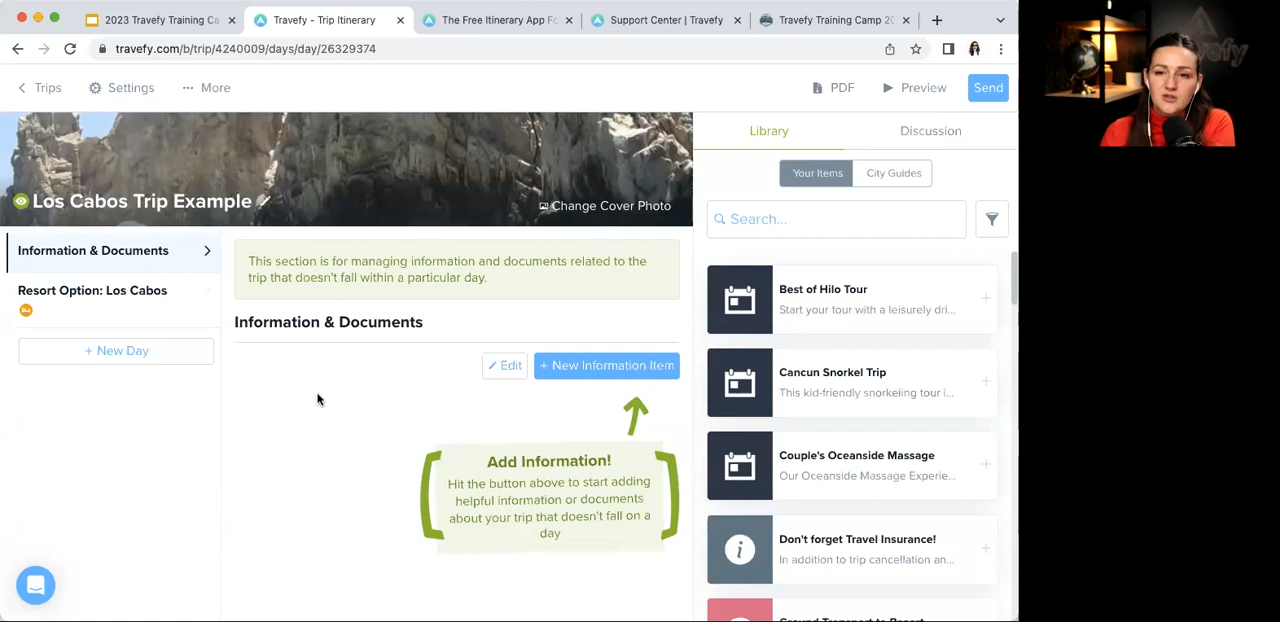 2023 Travefy Training Ca
Travefy - Trip Itinerary
The Free Itinerary App Fo
Support Center | Travefy
Travefy Training Camp 20
travefy.com/b/trip/4240009/days/day/26329374
Trips
Settings
More
PDF
Preview
Send
Los Cabos Trip Example
Change Cover Photo
Information & Documents
Resort Option: Los Cabos
+ New Day
This section is for managing information and documents related to the
trip that doesn't fall within a particular day.
Information & Documents
Edit
+ New Information Item
Add Information!
Hit the button above to start adding
helpful information or documents
about your trip that doesn't fall on a
day
Library
Discussion
Your Items
City Guides
Search...
Best of Hilo Tour
Start your tour with a leisurely dri...
Cancun Snorkel Trip
This kid-friendly snorkeling tour i...
Couple's Oceanside Massage
Our Oceanside Massage Experie...
Don't forget Travel Insurance!
In addition to trip cancellation an...
Ground Transport to Resort
travefy